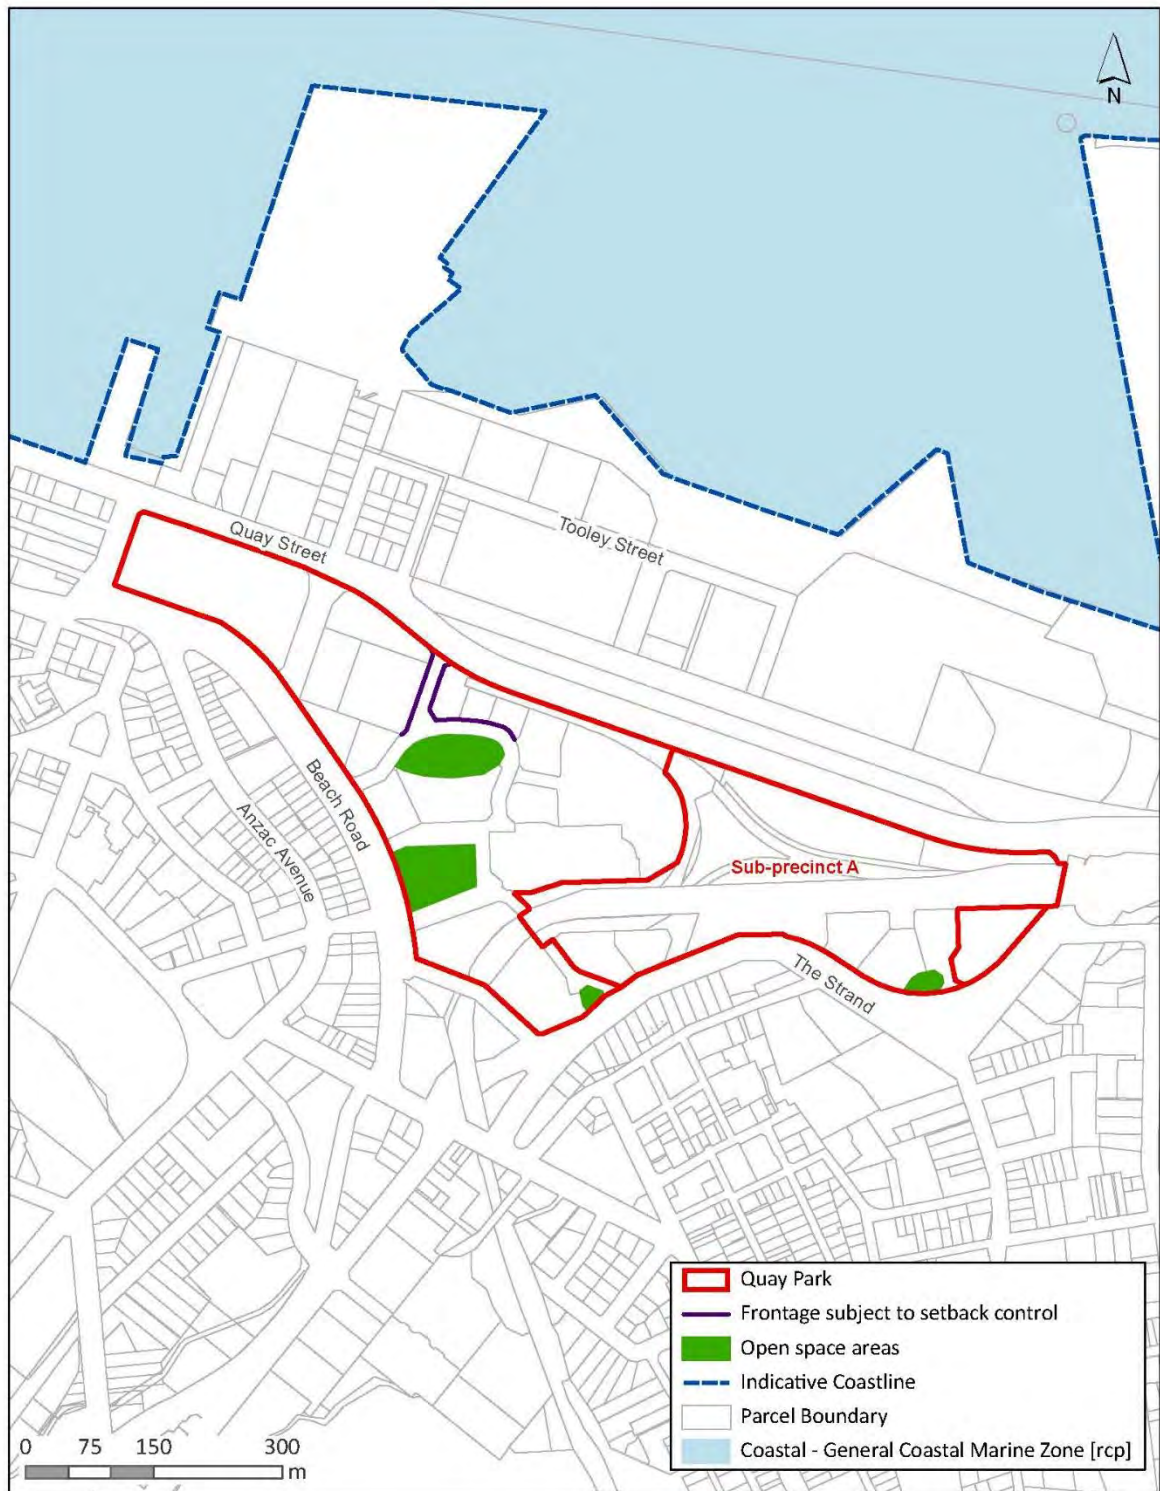 N
Quay Street
Tooley Street
Beach Road
Anzac Avenue
Sub-precinct A
The Strand
Quay Park
Frontage subject to setback control
Open space areas
Indicative Coastline
Parcel Boundary
Coastal - General Coastal Marine Zone [rcp]
0 75 150 300
m